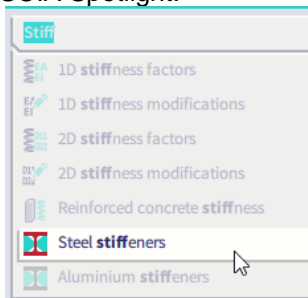 Stiff
1D stiffness factors
1D stiffness modifications
2D stiffness factors
2D stiffness modifications
Reinforced concrete stiffness
Steel stiffeners
Aluminium stiffeners